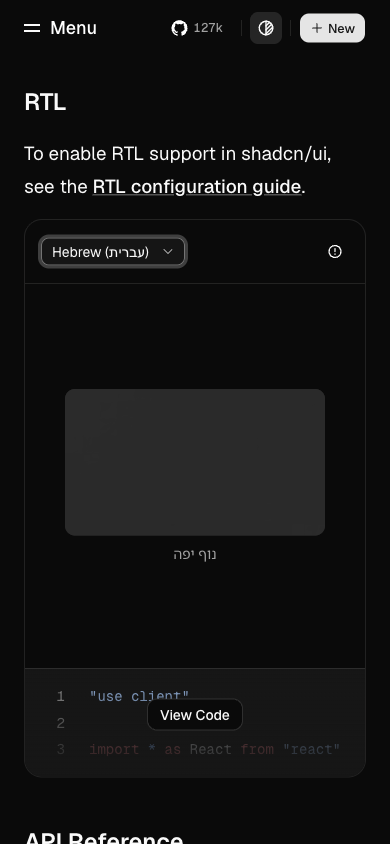 Menu
127k
New
RTL
To enable RTL support in shadcn/ui,
see the RTL configuration guide.
Hebrew (עברית)
נוף יפה
1 "use client"
2
View Code
3 import * as React from "react"
API Reference